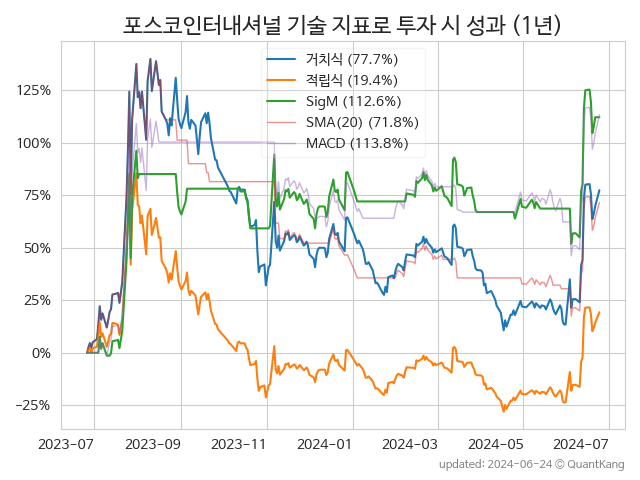 포스코인터내셔널 기술 지표로 투자 시 성과 (1년)
거치식 (77.7%)
적립식 (19.4%)
SigM (112.6%)
SMA(20) (71.8%)
MACD (113.8%)
125%
100%
75%
50%
25%
0%
−25%
2023-07 2023-09 2023-11 2024-01 2024-03 2024-05 2024-07
updated: 2024-06-24 © QuantKang